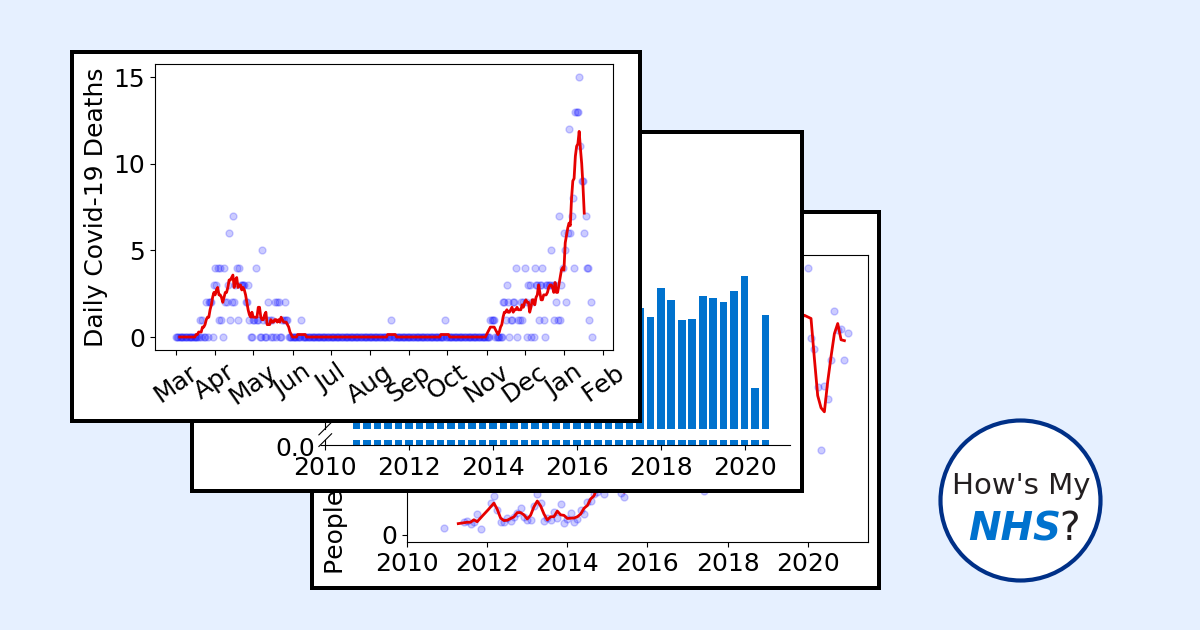 Daily Covid-19 Deaths
15
10
5
0
Mar Apr May Jun Jul Aug Sep Oct Nov Dec Jan Feb
0.0
2010 2012 2014 2016 2018 2020
People
0
2010 2012 2014 2016 2018 2020
How's My
NHS?